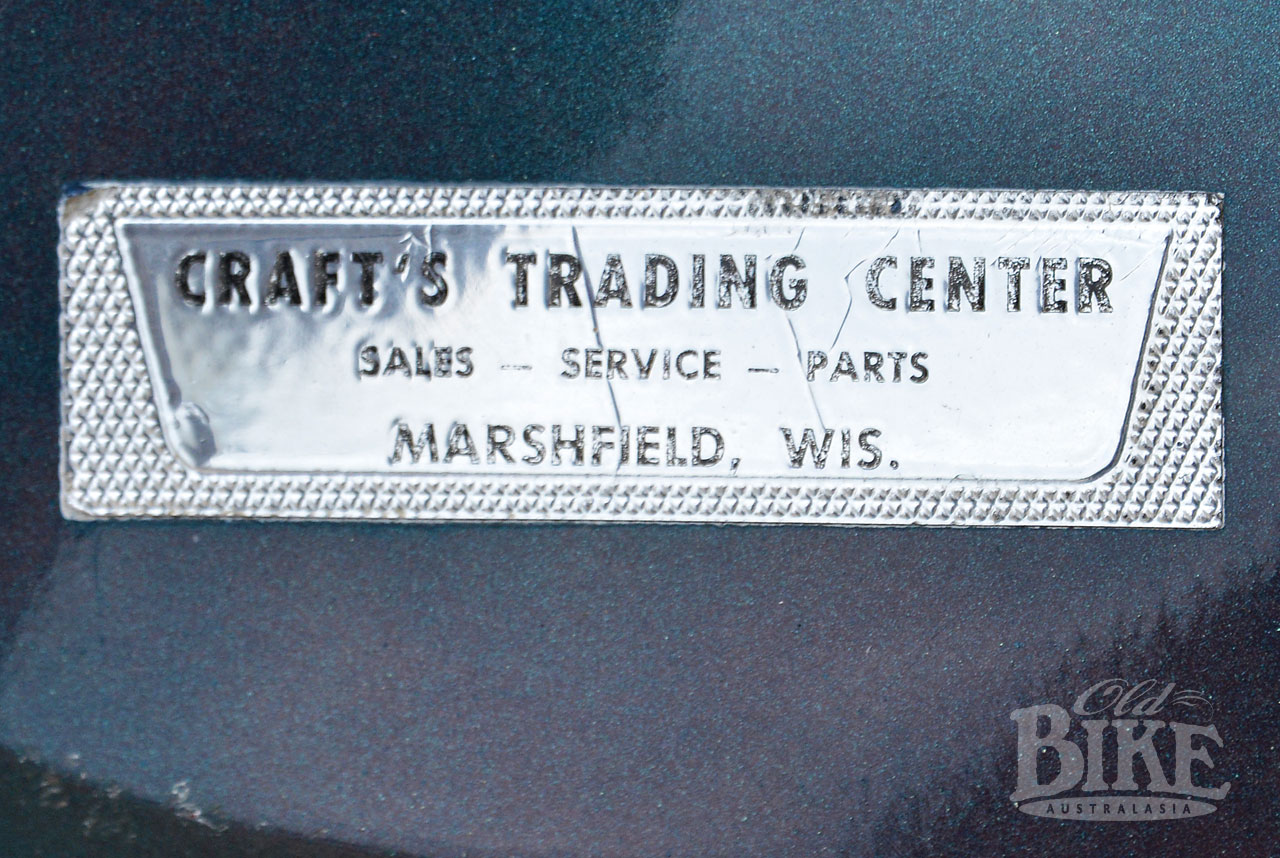 CRAFT'S TRADING CENTER
SALES — SERVICE — PARTS
MARSHFIELD, WIS.
Old
BIKE
AUSTRALASIA